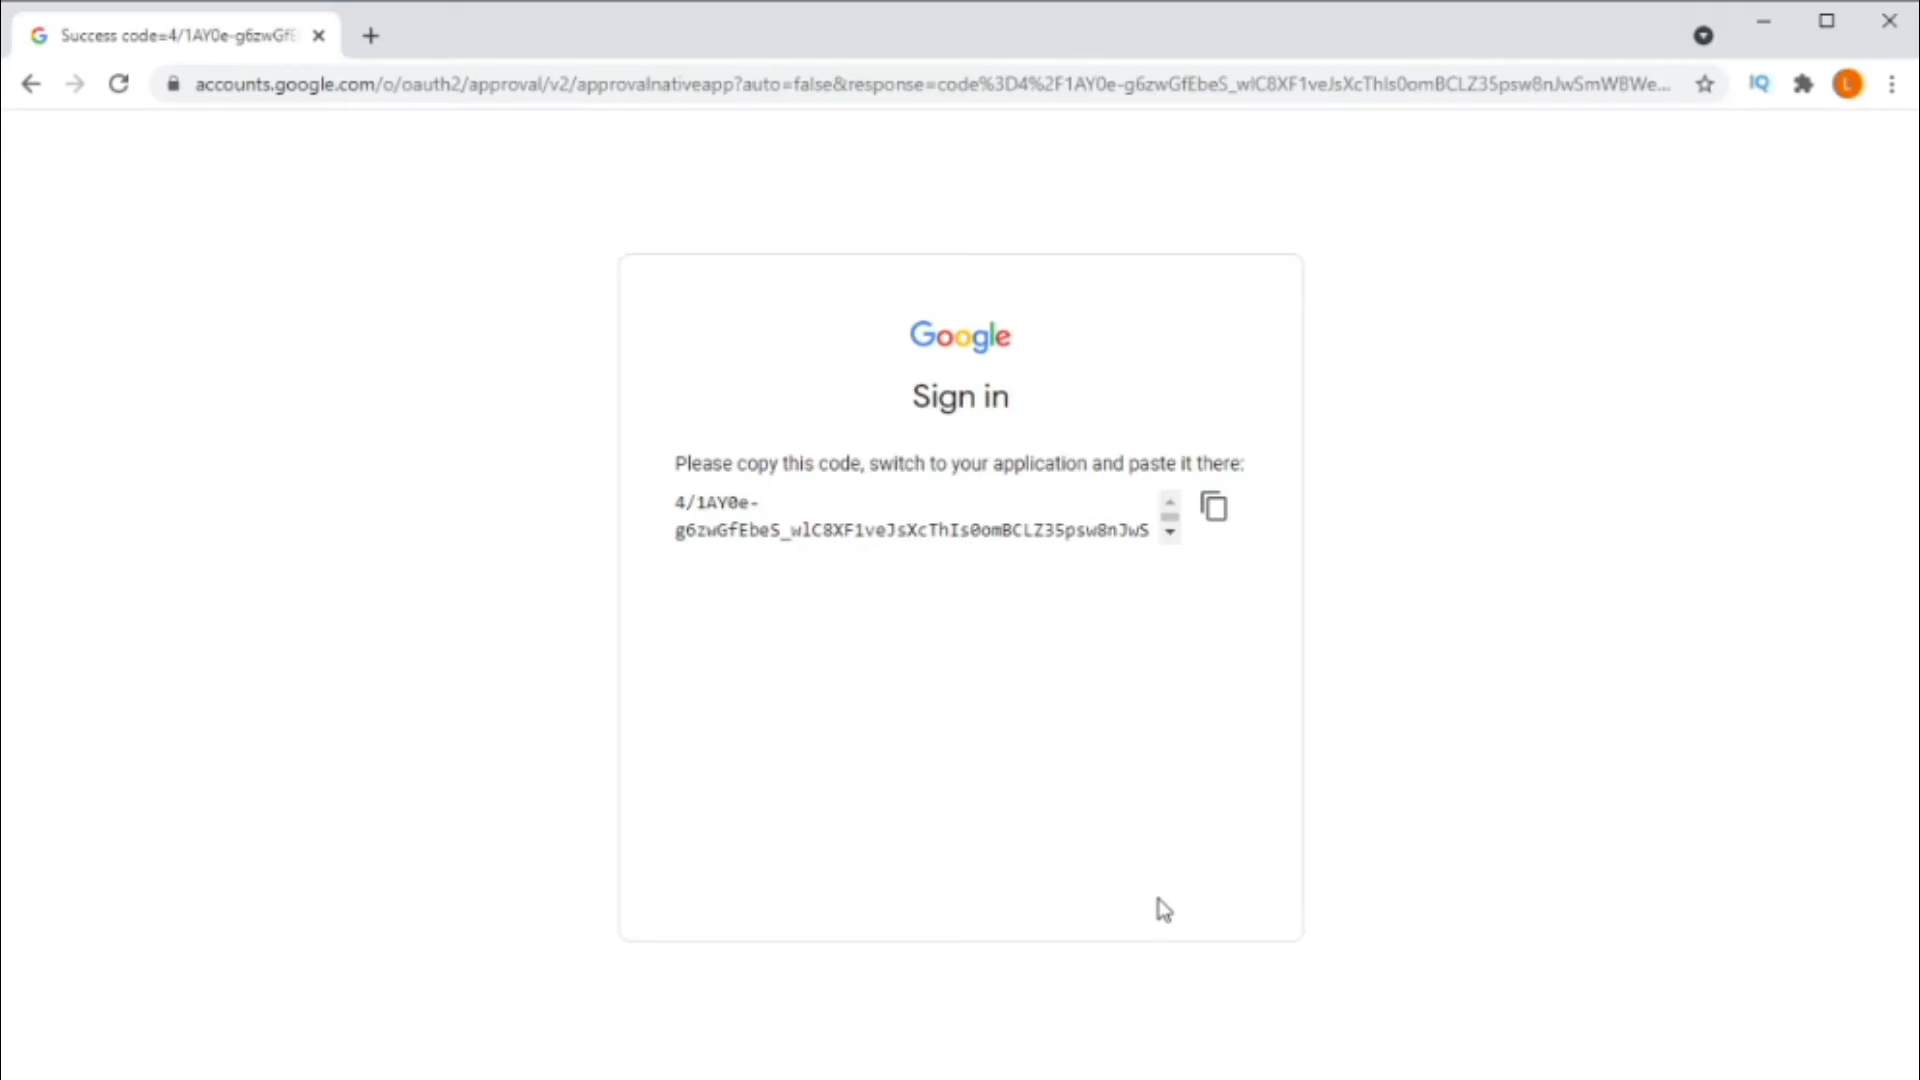 Success code=4/1AY0e-g6zwGfE
accounts.google.com/o/oauth2/approval/v2/approvalnativeapp?auto=false&response=code%3D4%2F1AY0e-g6zwGfEbeS_wlC8XF1veJsXcThIs0omBCLZ35psw8nJwSmWBWe...
IQ
L
Google
Sign in
Please copy this code, switch to your application and paste it there:
4/1AY0e-
g6zwGfEbeS_wlC8XF1veJsXcThIs0omBCLZ35psw8nJwS